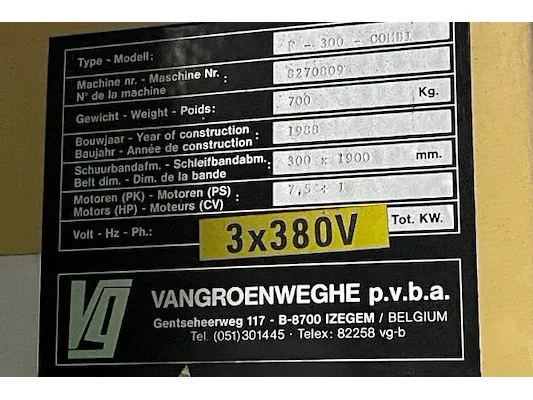 Type - Modell: F - 300 - COMBI
Machine nr. - Maschine Nr. : 8270809
N° de la machine
Gewicht - Weight - Poids: 700 Kg.
Bouwjaar - Year of construction : 1988
Baujahr - Année de construction
Schuurbandafm. - Schleifbandabm. : 300 x 1900 mm.
Belt dim. - Dim. de la bande
Motoren (PK) - Motoren (PS) : 7,5 + 1
Motors (HP) - Moteurs (CV)
Volt - Hz - Ph.: 3x380V Tot. KW.
Vg VANGROENWEGHE p.v.b.a.
Gentseheerweg 117 - B-8700 IZEGEM / BELGIUM
Tel. (051)301445 - Telex: 82258 vg-b